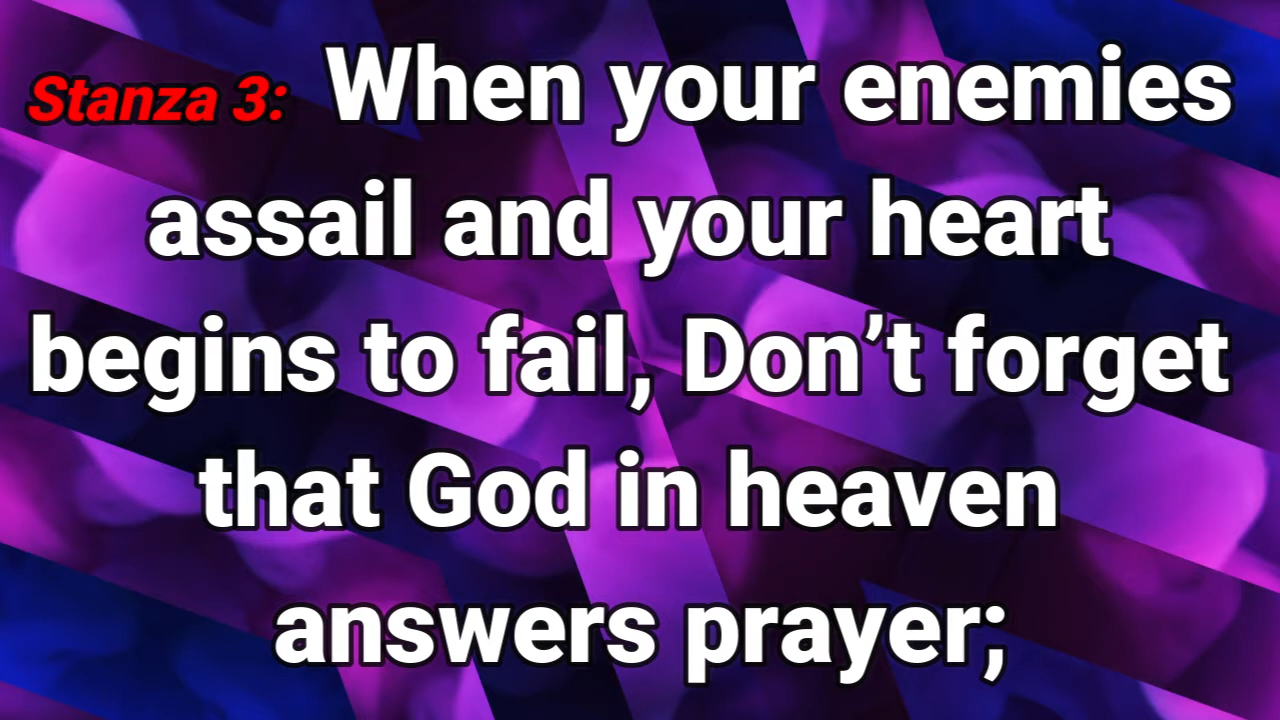 Stanza 3: When your enemies
assail and your heart
begins to fail, Don’t forget
that God in heaven
answers prayer;